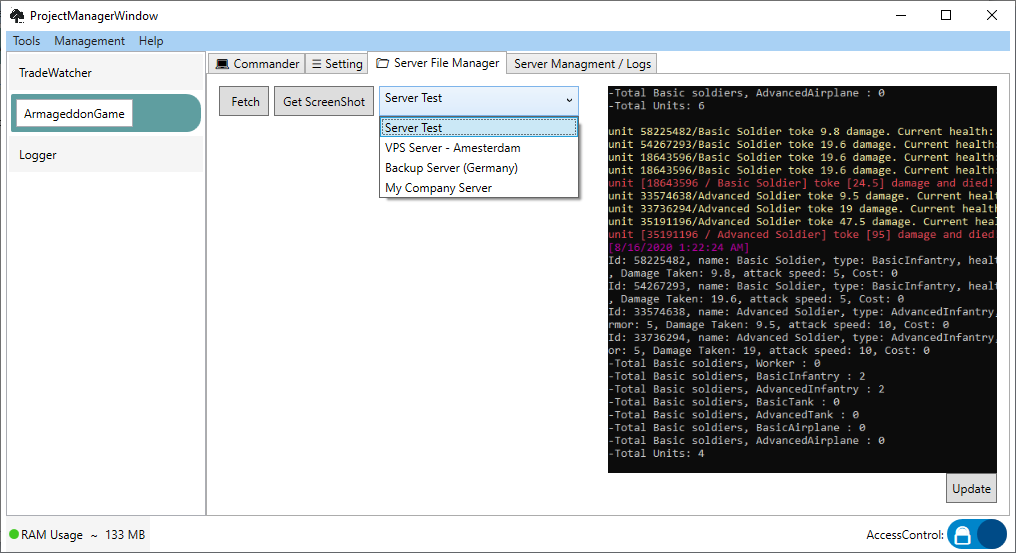 ProjectManagerWindow
Tools Management Help
TradeWatcher
ArmageddonGame
Logger
Commander Setting Server File Manager Server Managment / Logs
Fetch Get ScreenShot Server Test
Server Test
VPS Server - Amesterdam
Backup Server (Germany)
My Company Server
-Total Basic soldiers, AdvancedAirplane : 0
-Total Units: 6
unit 58225482/Basic Soldier toke 9.8 damage. Current health:
unit 54267293/Basic Soldier toke 19.6 damage. Current health:
unit 18643596/Basic Soldier toke 19.6 damage. Current health:
unit 18643596/Basic Soldier toke 19.6 damage. Current health:
unit [18643596 / Basic Soldier] toke [24.5] damage and died!
unit 33574638/Advanced Soldier toke 9.5 damage. Current healt
unit 33736294/Advanced Soldier toke 19 damage. Current health
unit 35191196/Advanced Soldier toke 47.5 damage. Current heal
unit [35191196 / Advanced Soldier] toke [95] damage and died!
[8/16/2020 1:22:24 AM]
Id: 58225482, name: Basic Soldier, type: BasicInfantry, healt
, Damage Taken: 9.8, attack speed: 5, Cost: 0
Id: 54267293, name: Basic Soldier, type: BasicInfantry, healt
, Damage Taken: 19.6, attack speed: 5, Cost: 0
Id: 33574638, name: Advanced Soldier, type: AdvancedInfantry,
rmor: 5, Damage Taken: 9.5, attack speed: 10, Cost: 0
Id: 33736294, name: Advanced Soldier, type: AdvancedInfantry,
or: 5, Damage Taken: 19, attack speed: 10, Cost: 0
-Total Basic soldiers, Worker : 0
-Total Basic soldiers, BasicInfantry : 2
-Total Basic soldiers, AdvancedInfantry : 2
-Total Basic soldiers, BasicTank : 0
-Total Basic soldiers, AdvancedTank : 0
-Total Basic soldiers, BasicAirplane : 0
-Total Basic soldiers, AdvancedAirplane : 0
-Total Units: 4
Update
RAM Usage ~ 133 MB
AccessControl: